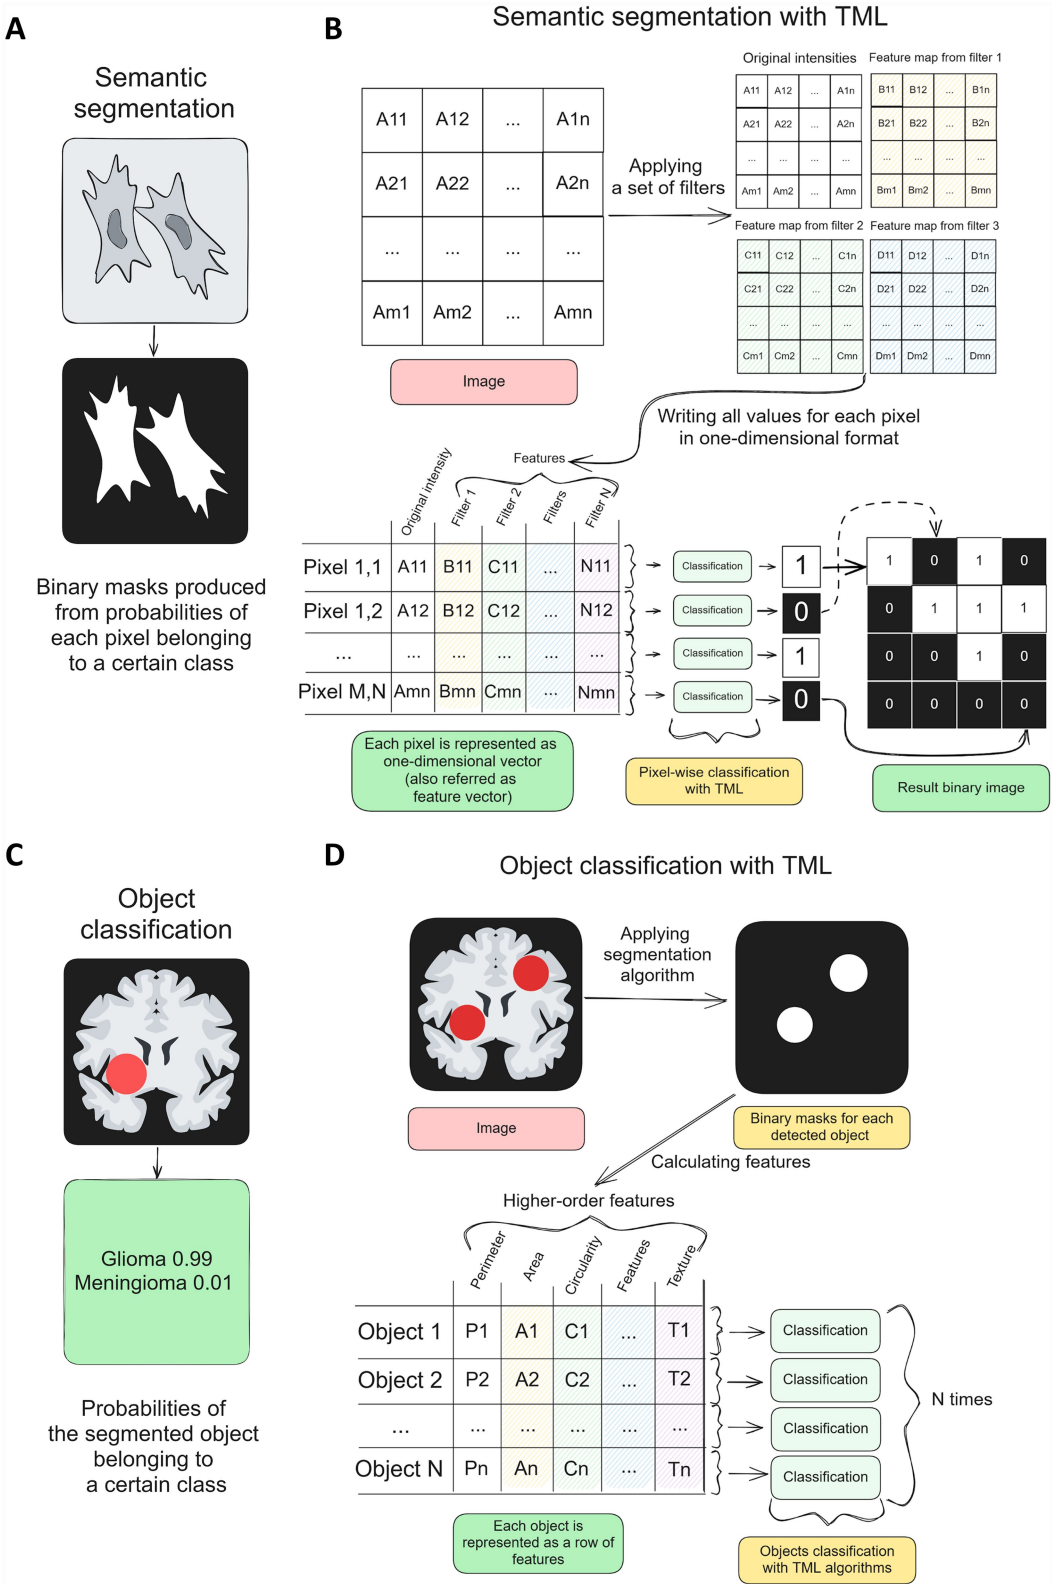 A
Semantic
segmentation
Binary masks produced
from probabilities of
each pixel belonging
to a certain class
B
Semantic segmentation with TML
A11 A12 ... A1n
A21 A22 ... A2n
... ... ... ...
Am1 Am2 ... Amn
Image
Applying
a set of filters
Original intensities
A11 A12 ... A1n
A21 A22 ... A2n
... ... ... ...
Am1 Am2 ... Amn
Feature map from filter 1
B11 B12 ... B1n
B21 B22 ... B2n
... ... ... ...
Bm1 Bm2 ... Bmn
Feature map from filter 2
C11 C12 ... C1n
C21 C22 ... C2n
... ... ... ...
Cm1 Cm2 ... Cmn
Feature map from filter 3
D11 D12 ... D1n
D21 D22 ... D2n
... ... ... ...
Dm1 Dm2 ... Dmn
Writing all values for each pixel
in one-dimensional format
Features
Original intensity Filter 1 Filter 2 Filters Filter N
Pixel 1,1 A11 B11 C11 ... N11 Classification 1
Pixel 1,2 A12 B12 C12 ... N12 Classification 0
... ... ... ... ... ... Classification 1
Pixel M,N Amn Bmn Cmn ... Nmn Classification 0
1 0 1 0
0 1 1 1
0 0 1 0
0 0 0 0
Each pixel is represented as
one-dimensional vector
(also referred as
feature vector)
Pixel-wise classification
with TML
Result binary image
C
Object
classification
Glioma 0.99
Meningioma 0.01
Probabilities of
the segmented object
belonging to
a certain class
D
Object classification with TML
Image
Applying
segmentation
algorithm
Binary masks for each
detected object
Calculating features
Higher-order features
Perimeter Area Circularity Features Texture
Object 1 P1 A1 C1 ... T1 Classification
Object 2 P2 A2 C2 ... T2 Classification
... ... ... ... ... ... Classification
Object N Pn An Cn ... Tn Classification
N times
Each object is
represented as a row of
features
Objects classification
with TML algorithms